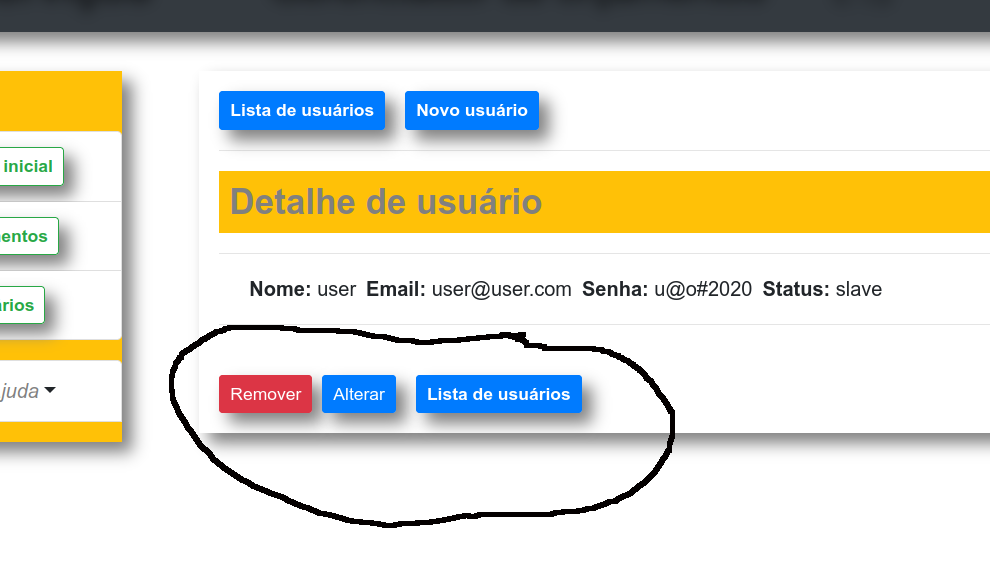 Lista de usuários Novo usuário
Detalhe de usuário
inicial
entos
rios
juda
Nome: user Email: user@user.com Senha: u@o#2020 Status: slave
Remover Alterar Lista de usuários